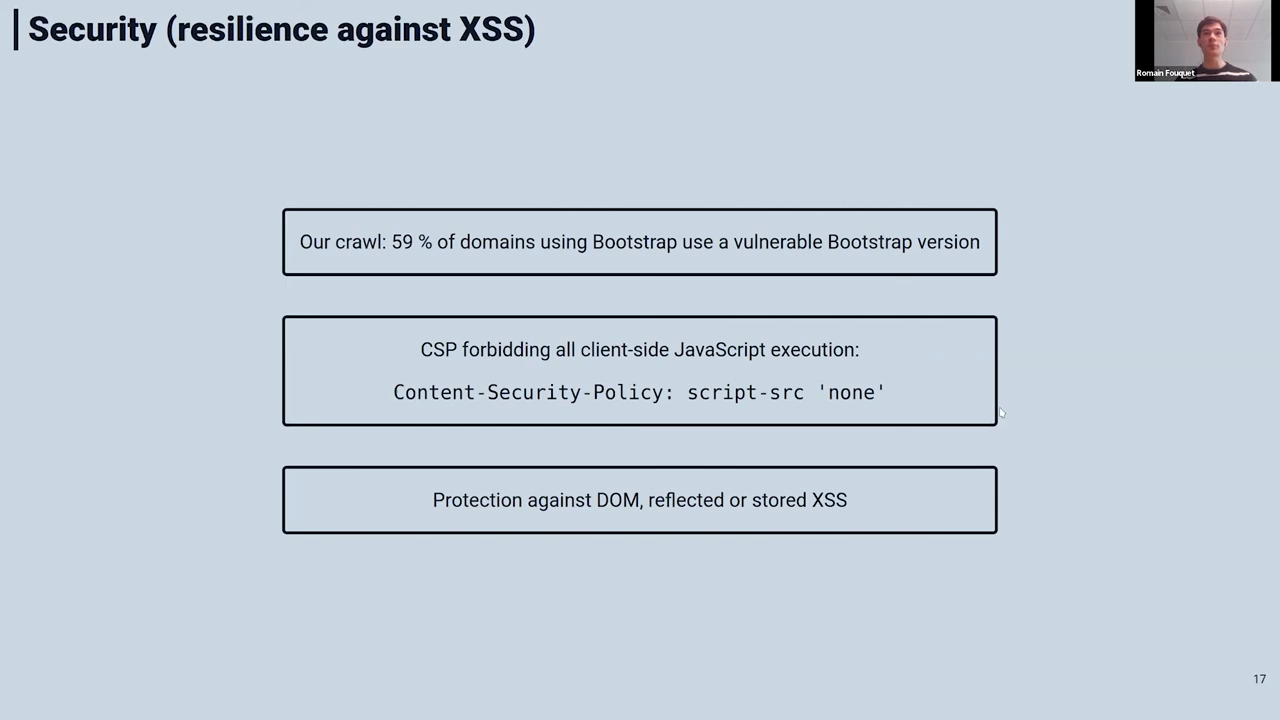 Security (resilience against XSS)
Romain Fouquet
Our crawl: 59 % of domains using Bootstrap use a vulnerable Bootstrap version
CSP forbidding all client-side JavaScript execution:
Content-Security-Policy: script-src 'none'
Protection against DOM, reflected or stored XSS
17